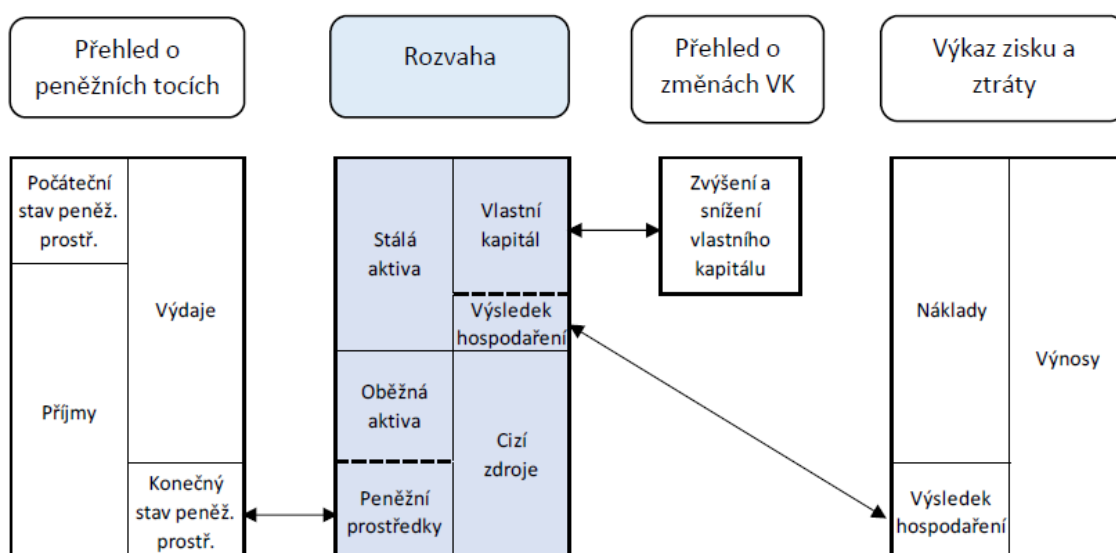 Přehled o
peněžních tocích
Rozvaha
Přehled o
změnách VK
Výkaz zisku a
ztráty
Počáteční
stav peněž.
prostř.
Výdaje
Příjmy
Konečný
stav peněž.
prostř.
Stálá
aktiva
Vlastní
kapitál
Výsledek
hospodaření
Oběžná
aktiva
Cizí
zdroje
Peněžní
prostředky
Zvýšení a
snížení
vlastního
kapitálu
Náklady
Výnosy
Výsledek
hospodaření